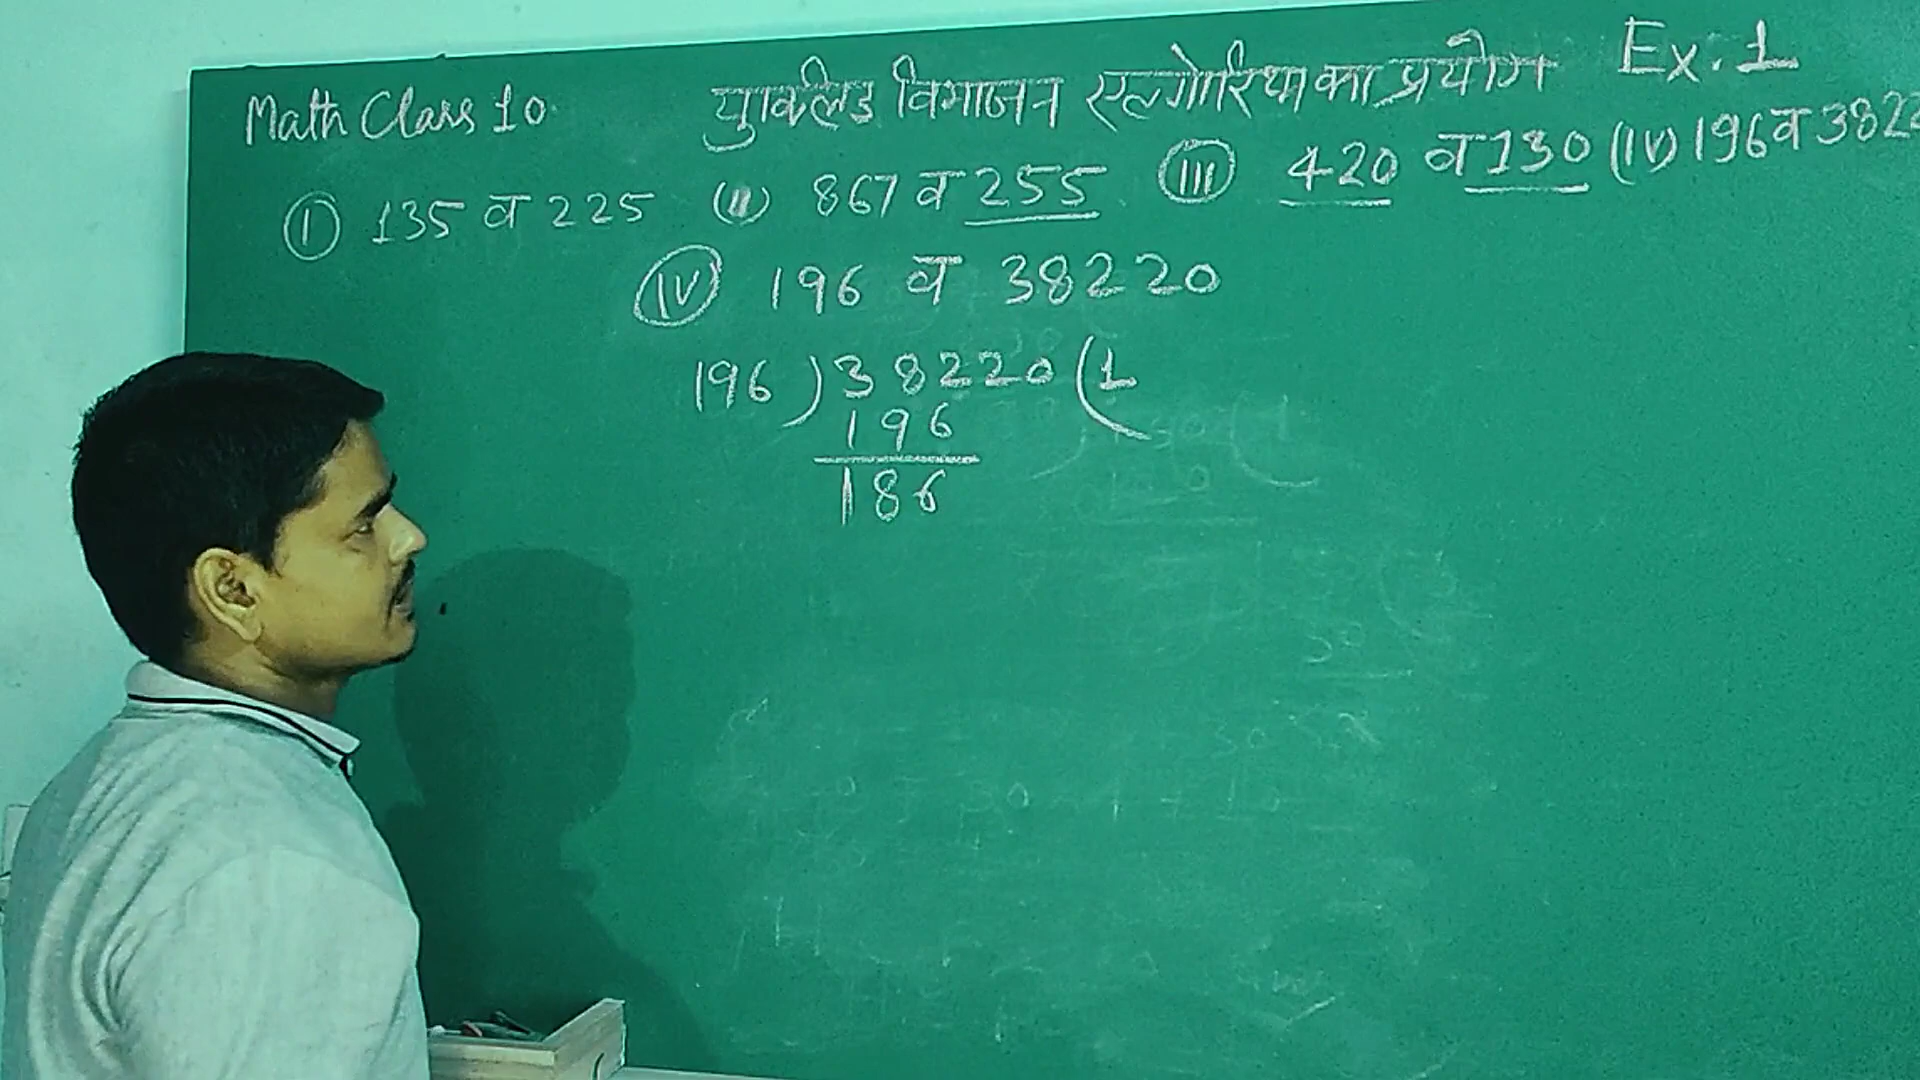 Math Class 10 युक्लिड विभाजन एल्गोरिथ्म का प्रयोग Ex. 1
(I) 135 व 225 (II) 867 व 255 (III) 420 व 130 (IV) 196 व 3822
(IV) 196 व 38220
196 ) 38220 ( 1
196
186